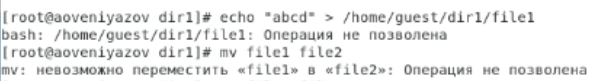 [root@aoveniyazov dir1]# echo "abcd" > /home/guest/dir1/file1
bash: /home/guest/dir1/file1: Операция не позволена
[root@aoveniyazov dir1]# mv file1 file2
mv: невозможно переместить «file1» в «file2»: Операция не позволена